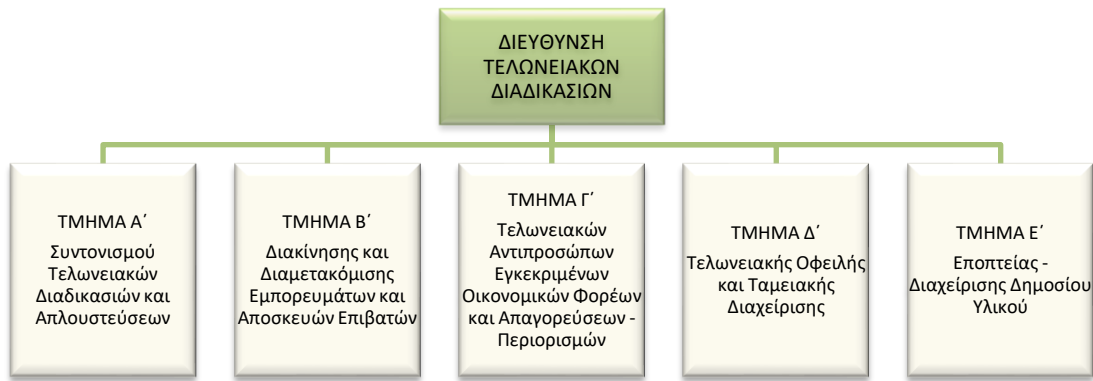 ΔΙΕΥΘΥΝΣΗ
ΤΕΛΩΝΕΙΑΚΩΝ
ΔΙΑΔΙΚΑΣΙΩΝ
ΤΜΗΜΑ Α΄
Συντονισμού
Τελωνειακών
Διαδικασιών και
Απλουστεύσεων
ΤΜΗΜΑ Β΄
Διακίνησης και
Διαμετακόμισης
Εμπορευμάτων και
Αποσκευών Επιβατών
ΤΜΗΜΑ Γ΄
Τελωνειακών
Αντιπροσώπων
Εγκεκριμένων
Οικονομικών Φορέων
και Απαγορεύσεων -
Περιορισμών
ΤΜΗΜΑ Δ΄
Τελωνειακής Οφειλής
και Ταμειακής
Διαχείρισης
ΤΜΗΜΑ Ε΄
Εποπτείας -
Διαχείρισης Δημοσίου
Υλικού